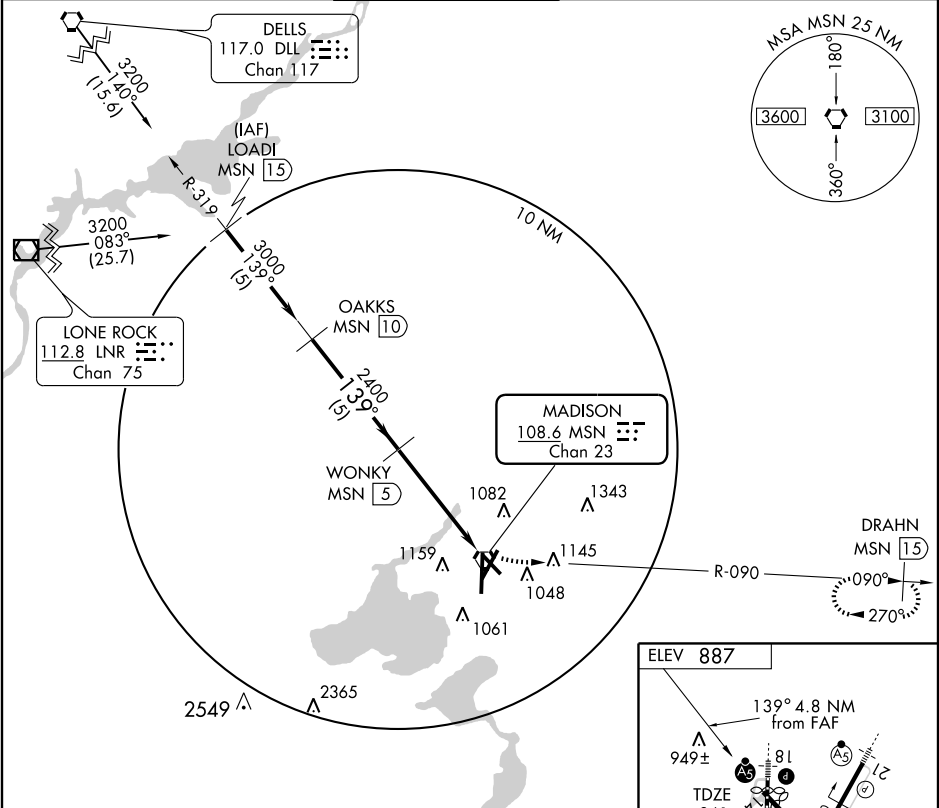 DELLS
117.0 DLL
Chan 117
3200
140°
(15.6)
MSA MSN 25 NM
180°
3600
3100
360°
(IAF)
LOADI
MSN 15
R-319
3200
083°
(25.7)
10 NM
3000
139°
(5)
OAKKS
MSN 10
LONE ROCK
112.8 LNR
Chan 75
2400
139°
(5)
MADISON
108.6 MSN
Chan 23
WONKY
MSN 5
1082
1343
1159
1145
1048
1061
R-090
DRAHN
MSN 15
090°
270°
2549
2365
ELEV 887
139° 4.8 NM
from FAF
949±
A5
18
P
A5
21
P
TDZE